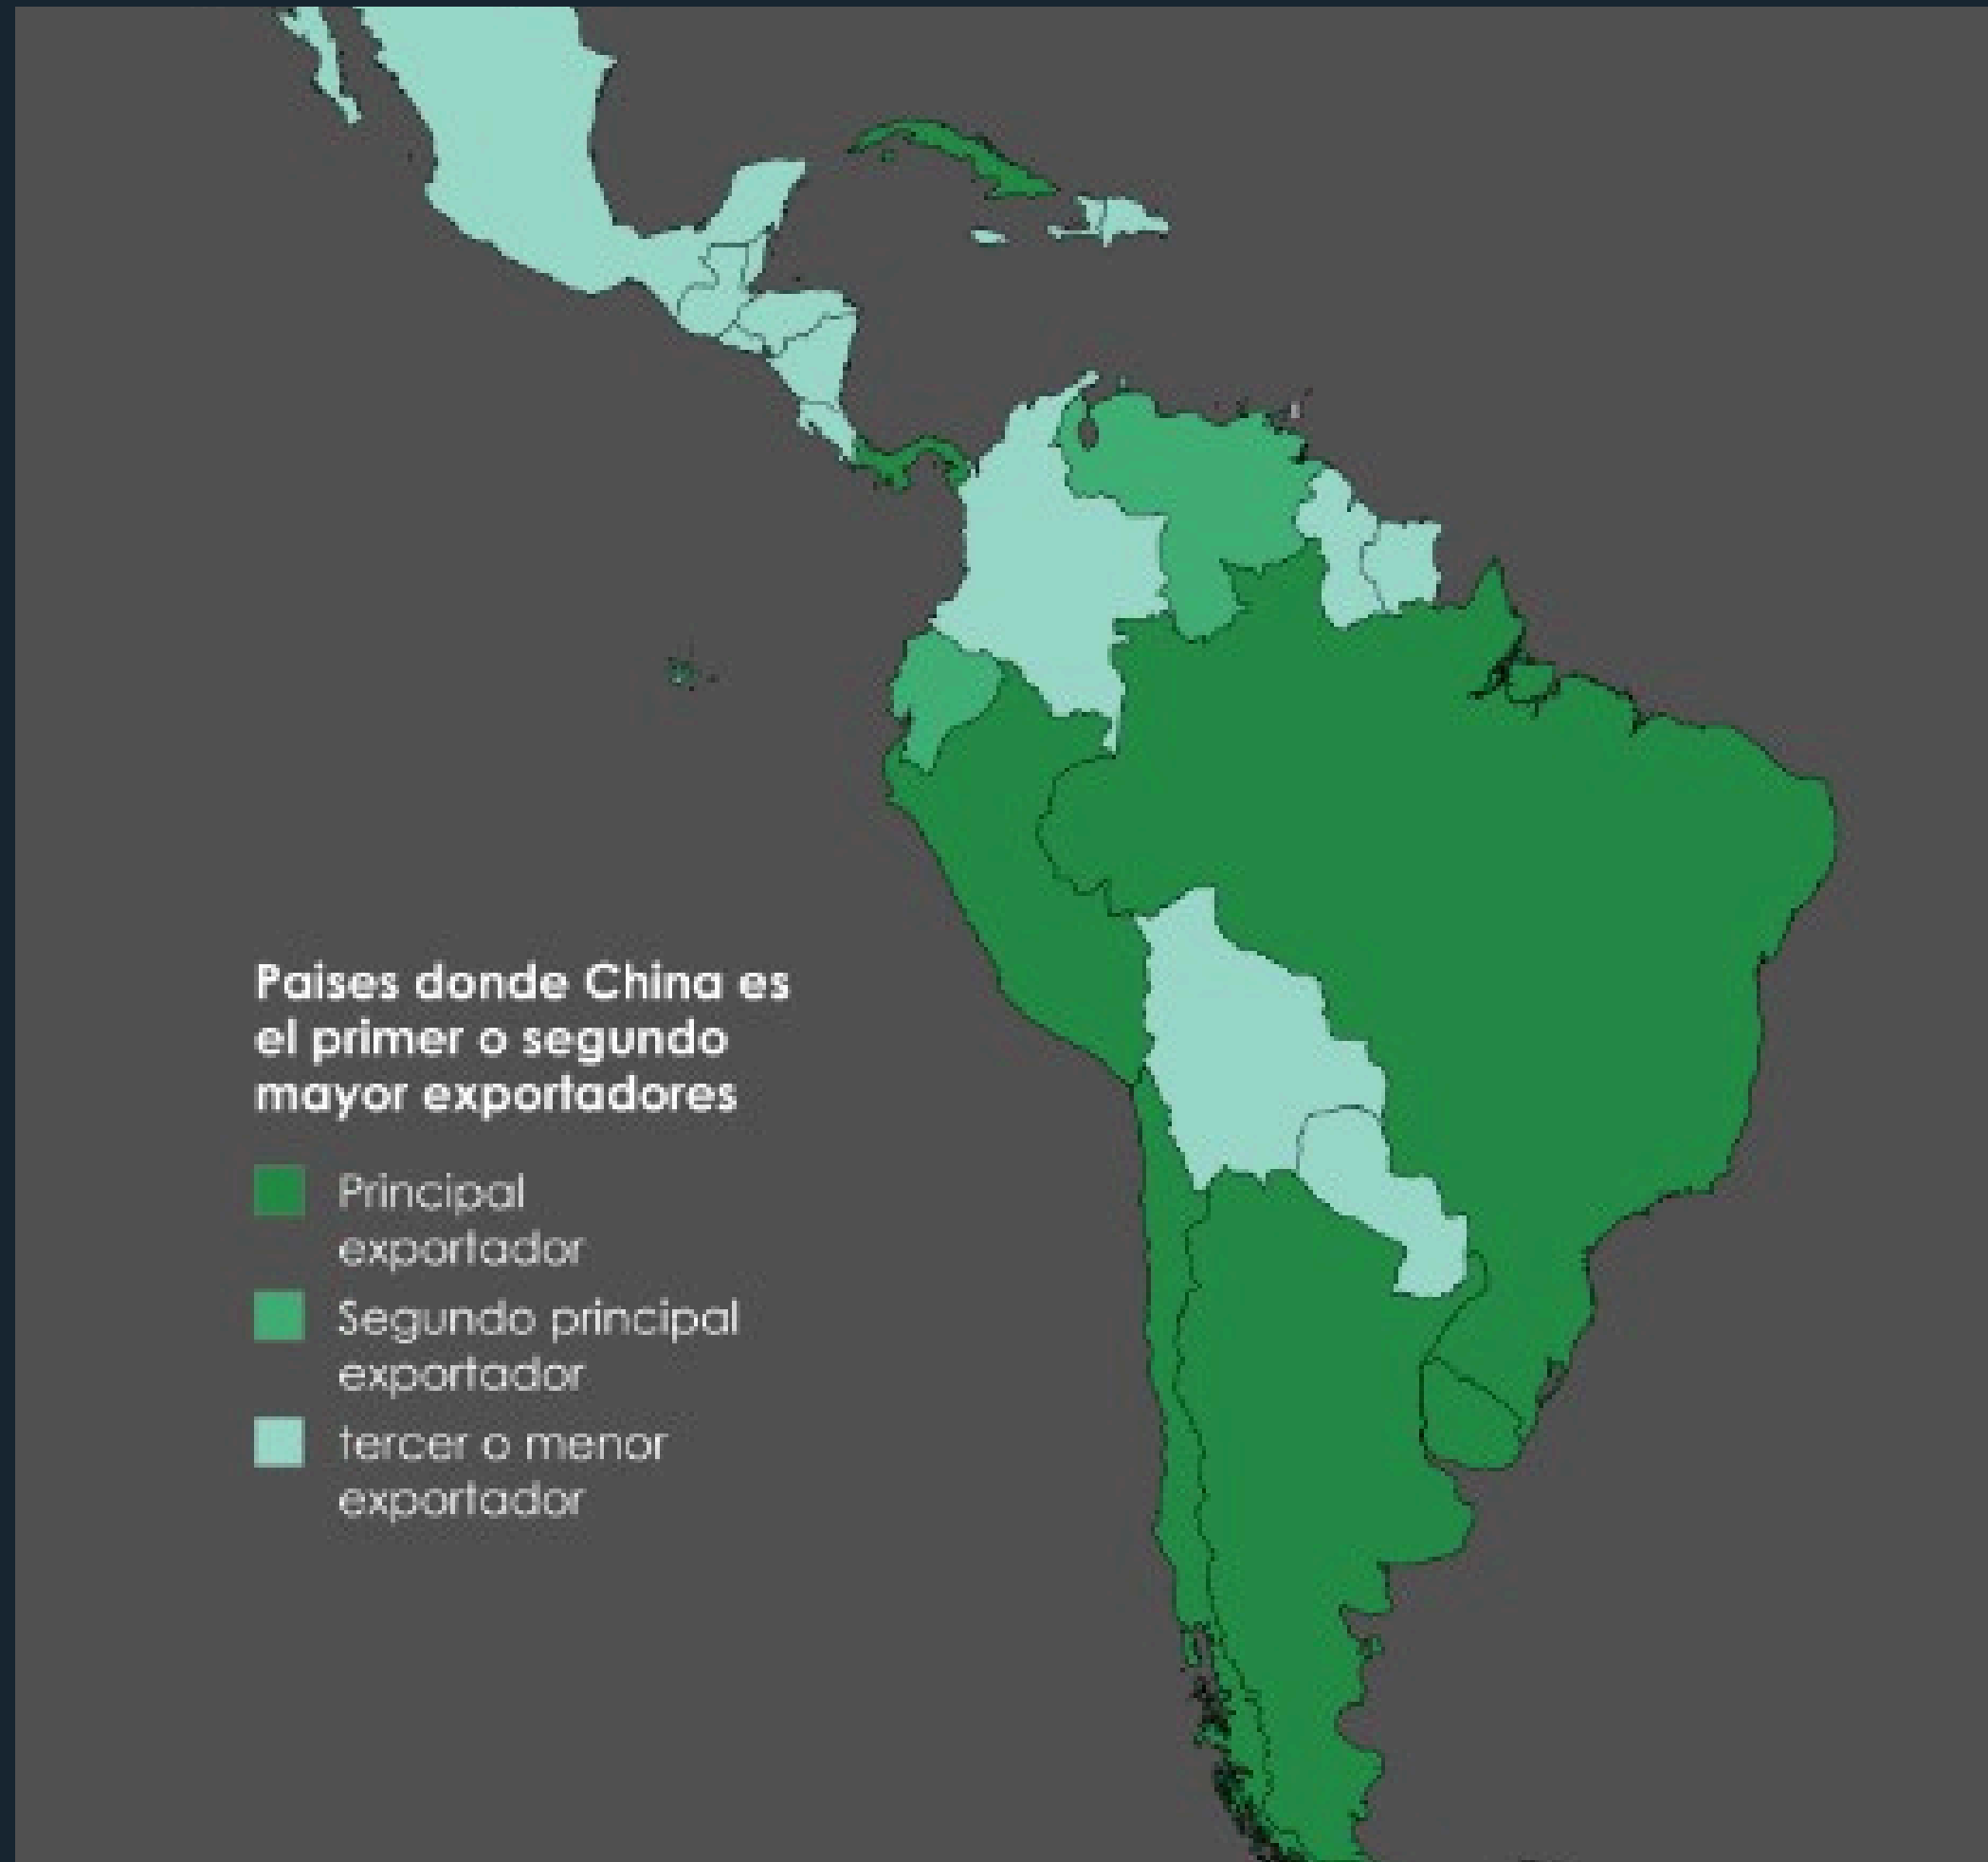 Paises donde China es
el primer o segundo
mayor exportadores
Principal
exportador
Segundo principal
exportador
tercer o menor
exportador